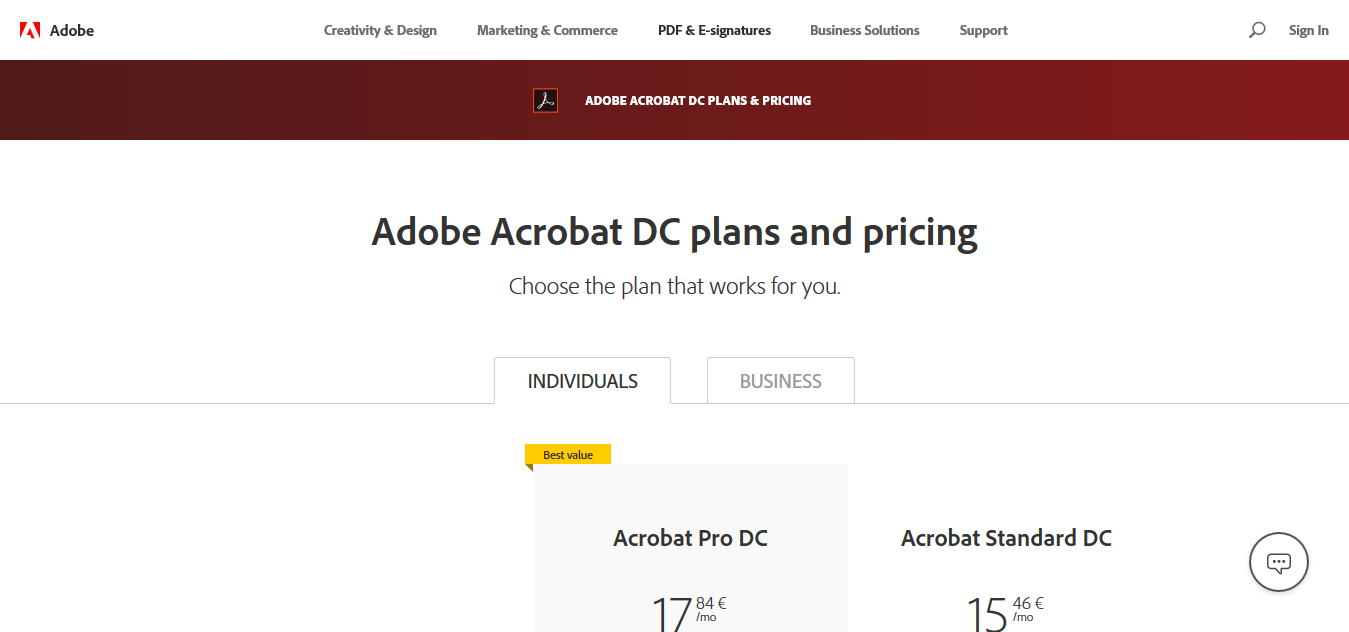 Adobe
Creativity & Design
Marketing & Commerce
PDF & E-signatures
Business Solutions
Support
Sign In
ADOBE ACROBAT DC PLANS & PRICING
Adobe Acrobat DC plans and pricing
Choose the plan that works for you.
INDIVIDUALS
BUSINESS
Best value
Acrobat Pro DC
17 84 €
/mo
Acrobat Standard DC
15 46 €
/mo